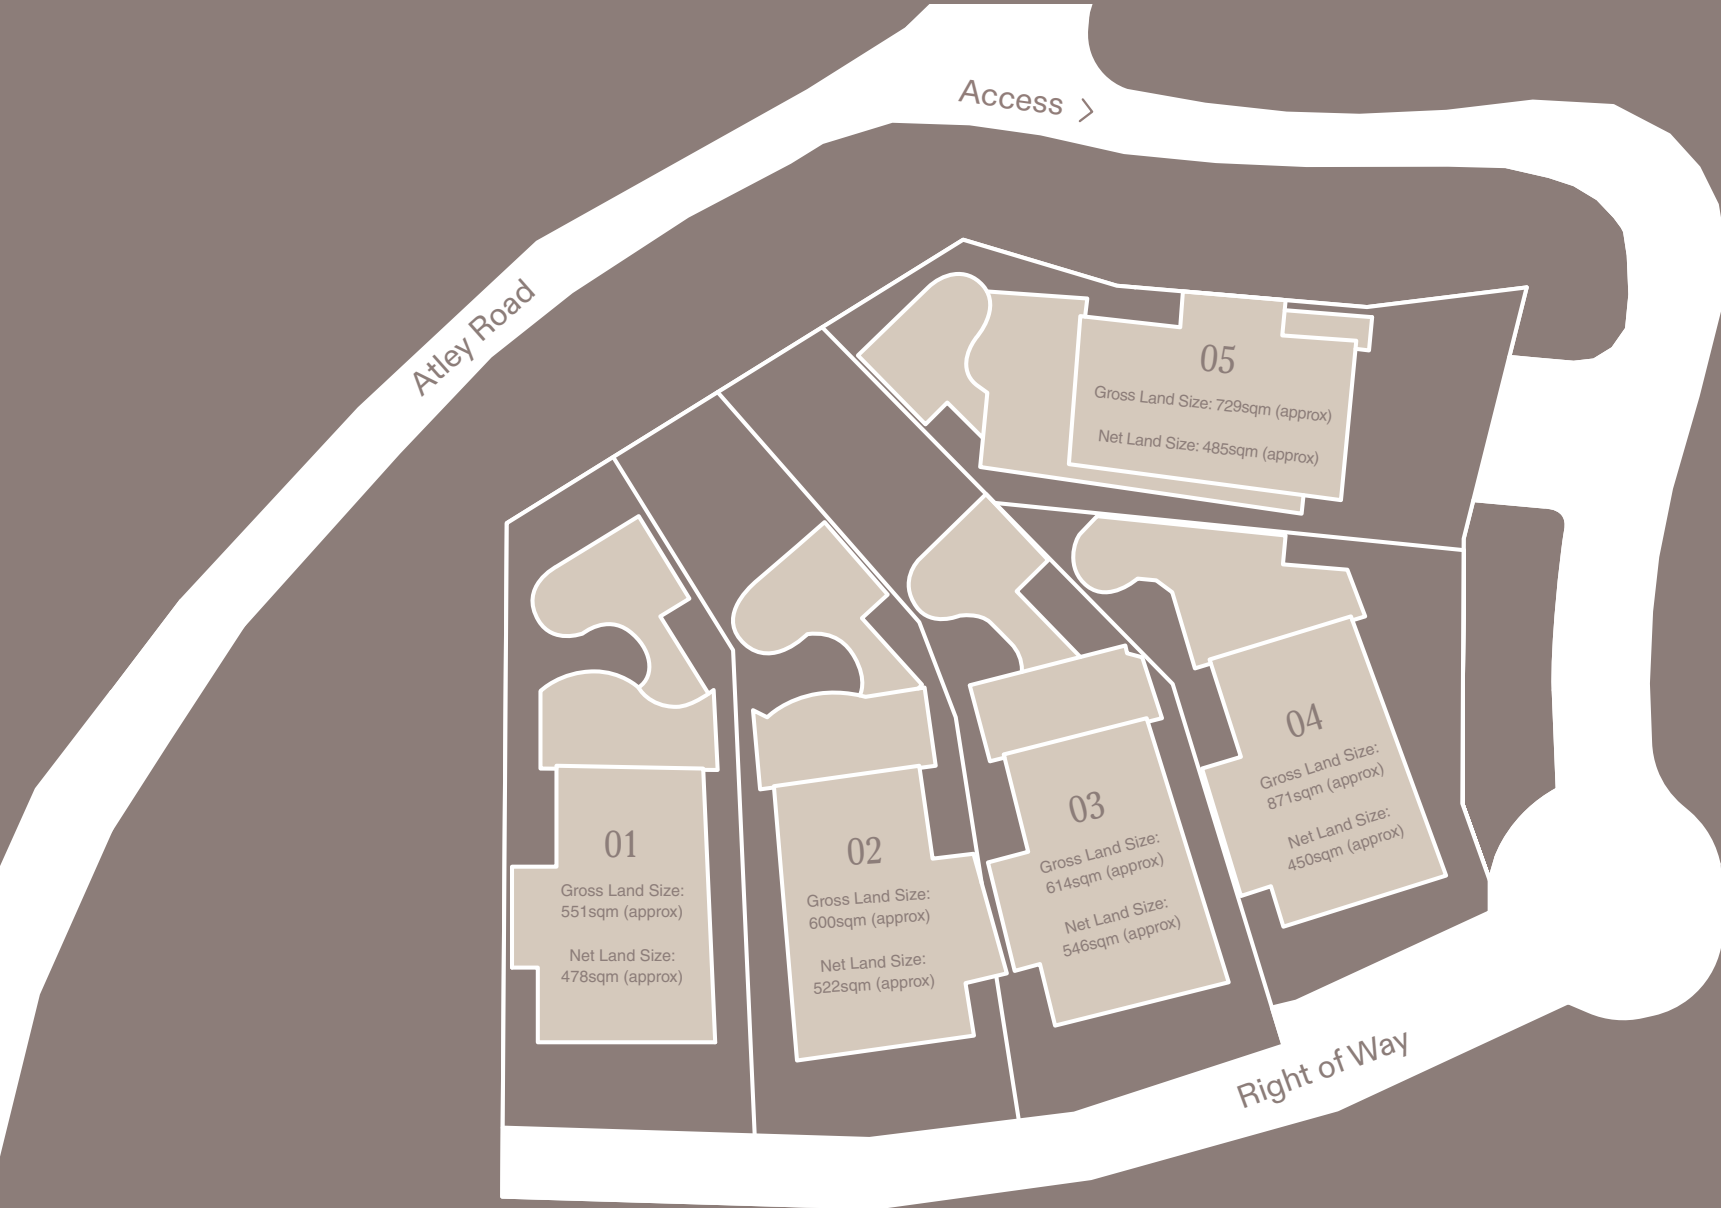 Access
Atley Road
05
Gross Land Size: 729sqm (approx)
Net Land Size: 485sqm (approx)
04
Gross Land Size:
871sqm (approx)
Net Land Size:
450sqm (approx)
03
Gross Land Size:
614sqm (approx)
Net Land Size:
546sqm (approx)
01
Gross Land Size:
551sqm (approx)
Net Land Size:
478sqm (approx)
02
Gross Land Size:
600sqm (approx)
Net Land Size:
522sqm (approx)
Right of Way